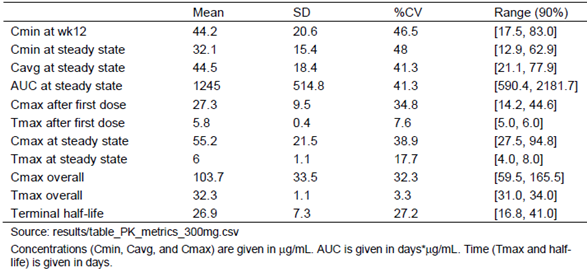 Mean SD %CV Range (90%)
Cmin at wk12 44.2 20.6 46.5 [17.5, 83.0]
Cmin at steady state 32.1 15.4 48 [12.9, 62.9]
Cavg at steady state 44.5 18.4 41.3 [21.1, 77.9]
AUC at steady state 1245 514.8 41.3 [590.4, 2181.7]
Cmax after first dose 27.3 9.5 34.8 [14.2, 44.6]
Tmax after first dose 5.8 0.4 7.6 [5.0, 6.0]
Cmax at steady state 55.2 21.5 38.9 [27.5, 94.8]
Tmax at steady state 6 1.1 17.7 [4.0, 8.0]
Cmax overall 103.7 33.5 32.3 [59.5, 165.5]
Tmax overall 32.3 1.1 3.3 [31.0, 34.0]
Terminal half-life 26.9 7.3 27.2 [16.8, 41.0]
Source: results/table_PK_metrics_300mg.csv
Concentrations (Cmin, Cavg, and Cmax) are given in μg/mL. AUC is given in days*μg/mL. Time (Tmax and half-
life) is given in days.